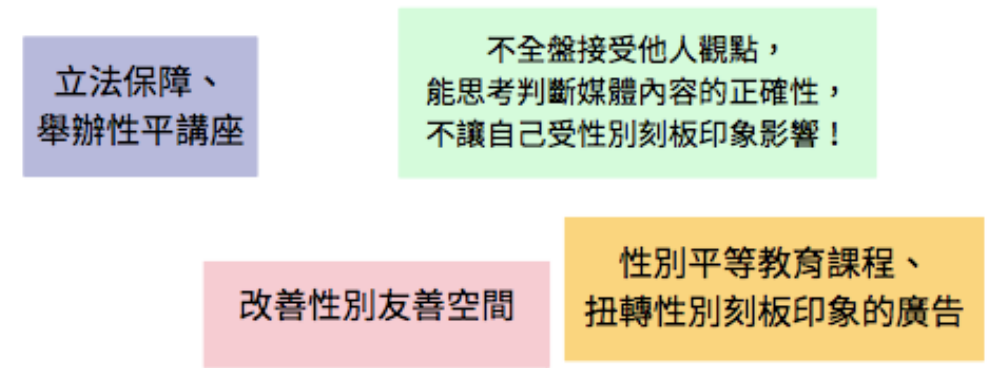 立法保障、
舉辦性平講座
不全盤接受他人觀點，
能思考判斷媒體內容的正確性，
不讓自己受性別刻板印象影響！
改善性別友善空間
性別平等教育課程、
扭轉性別刻板印象的廣告